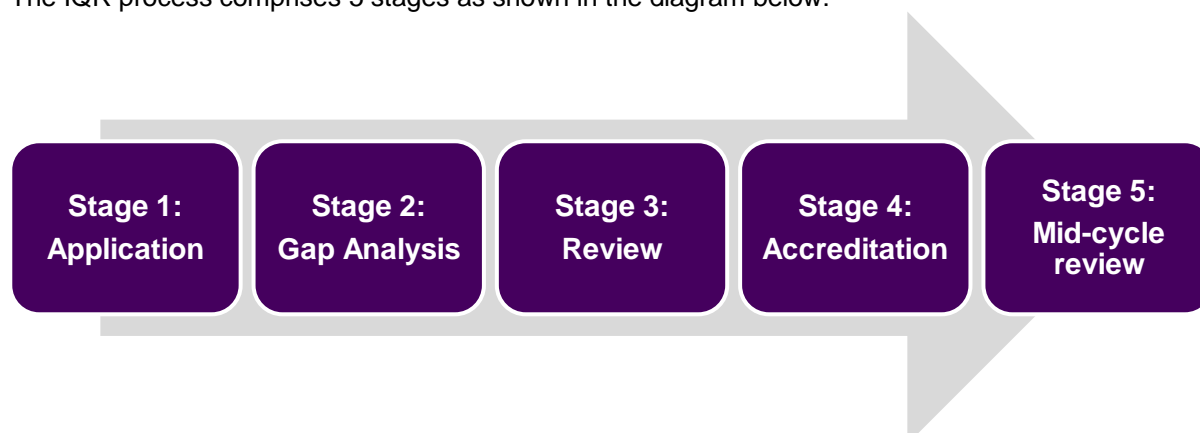 The IQR process comprises 5 stages as shown in the diagram below:
Stage 1:
Application
Stage 2:
Gap Analysis
Stage 3:
Review
Stage 4:
Accreditation
Stage 5:
Mid-cycle
review